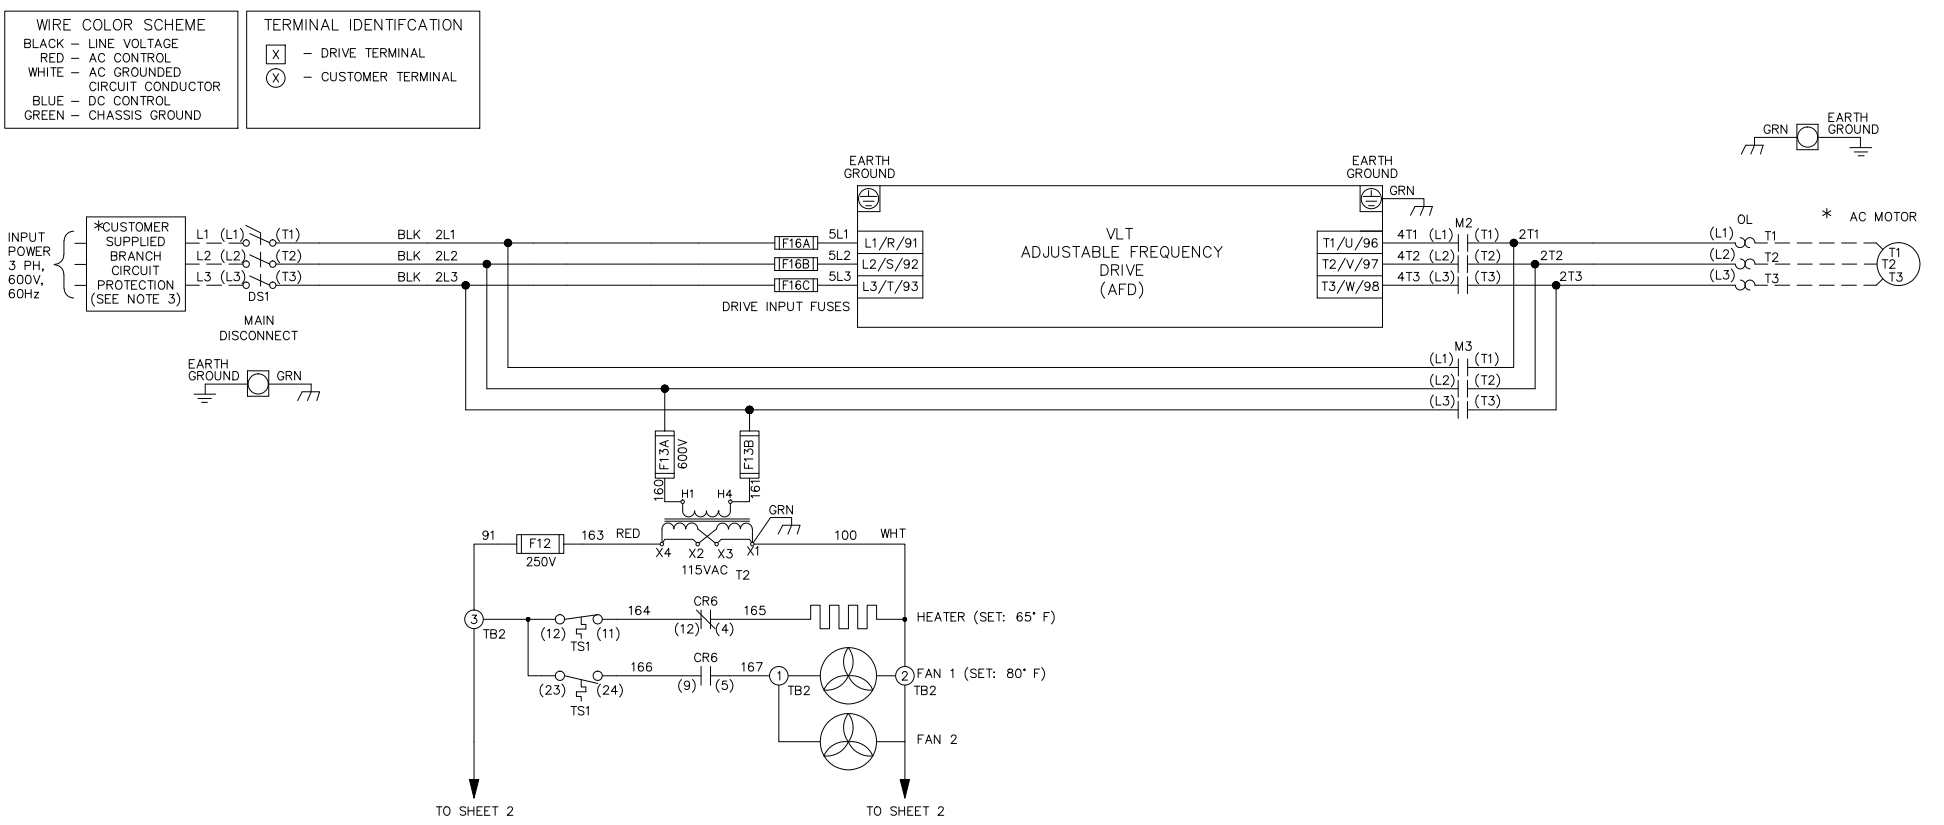 WIRE COLOR SCHEME
BLACK – LINE VOLTAGE
RED – AC CONTROL
WHITE – AC GROUNDED
CIRCUIT CONDUCTOR
BLUE – DC CONTROL
GREEN – CHASSIS GROUND
TERMINAL IDENTIFCATION
X – DRIVE TERMINAL
X – CUSTOMER TERMINAL
INPUT
POWER
3 PH,
600V,
60Hz
*CUSTOMER
SUPPLIED
BRANCH
CIRCUIT
PROTECTION
(SEE NOTE 3)
L1 (L1) (T1)
L2 (L2) (T2)
L3 (L3) (T3)
DS1
MAIN
DISCONNECT
EARTH
GROUND GRN
BLK 2L1
BLK 2L2
BLK 2L3
F16A 5L1
F16B 5L2
F16C 5L3
DRIVE INPUT FUSES
EARTH
GROUND
L1/R/91
L2/S/92
L3/T/93
VLT
ADJUSTABLE FREQUENCY
DRIVE
(AFD)
EARTH
GROUND
GRN
T1/U/96
T2/V/97
T3/W/98
M2
4T1 (L1) (T1) 2T1
4T2 (L2) (T2) 2T2
4T3 (L3) (T3) 2T3
M3
(L1) (T1)
(L2) (T2)
(L3) (T3)
GRN
EARTH
GROUND
OL
(L1) T1
(L2) T2
(L3) T3
* AC MOTOR
T1
T2
T3
F13A
600V
F13B
160
161
H1 H4
GRN
91 F12 163 RED
250V
X4 X2 X3 X1
115VAC T2
100 WHT
3
TB2
(12) (11)
TS1
164
CR6
(12) (4)
165
HEATER (SET: 65° F)
(23) (24)
TS1
166
CR6
(9) (5)
167
1
TB2
2
TB2
FAN 1 (SET: 80° F)
FAN 2
TO SHEET 2
TO SHEET 2